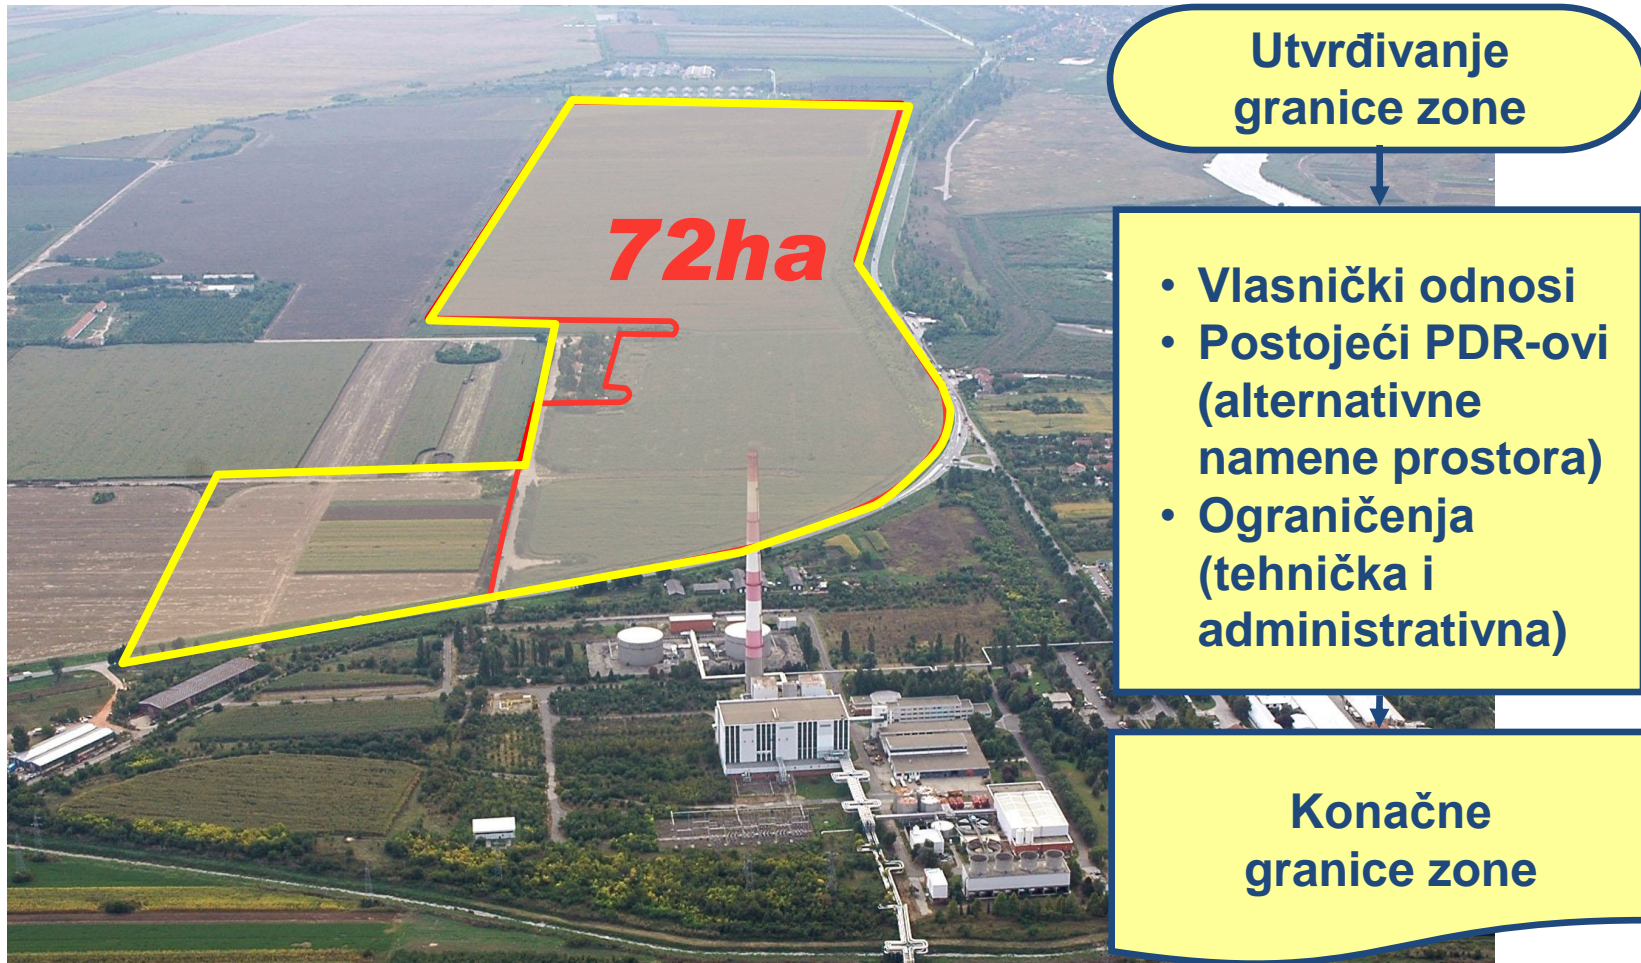 72ha
Utvrđivanje
granice zone
• Vlasnički odnosi
• Postojeći PDR-ovi
(alternativne
namene prostora)
• Ograničenja
(tehnička i
administrativna)
Konačne
granice zone